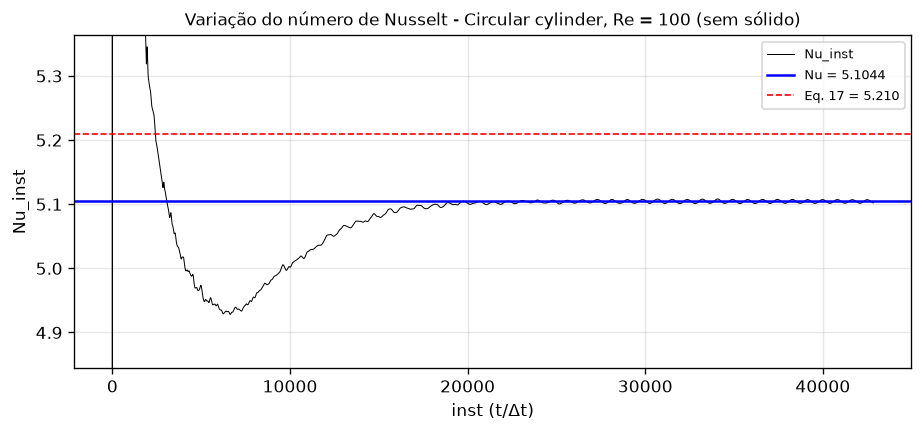 Variação do número de Nusselt - Circular cylinder, Re = 100 (sem sólido)
Nu_inst
Nu = 5.1044
Eq. 17 = 5.210
Nu_inst
5.3
5.2
5.1
5.0
4.9
0
10000
20000
30000
40000
inst (t/Δt)